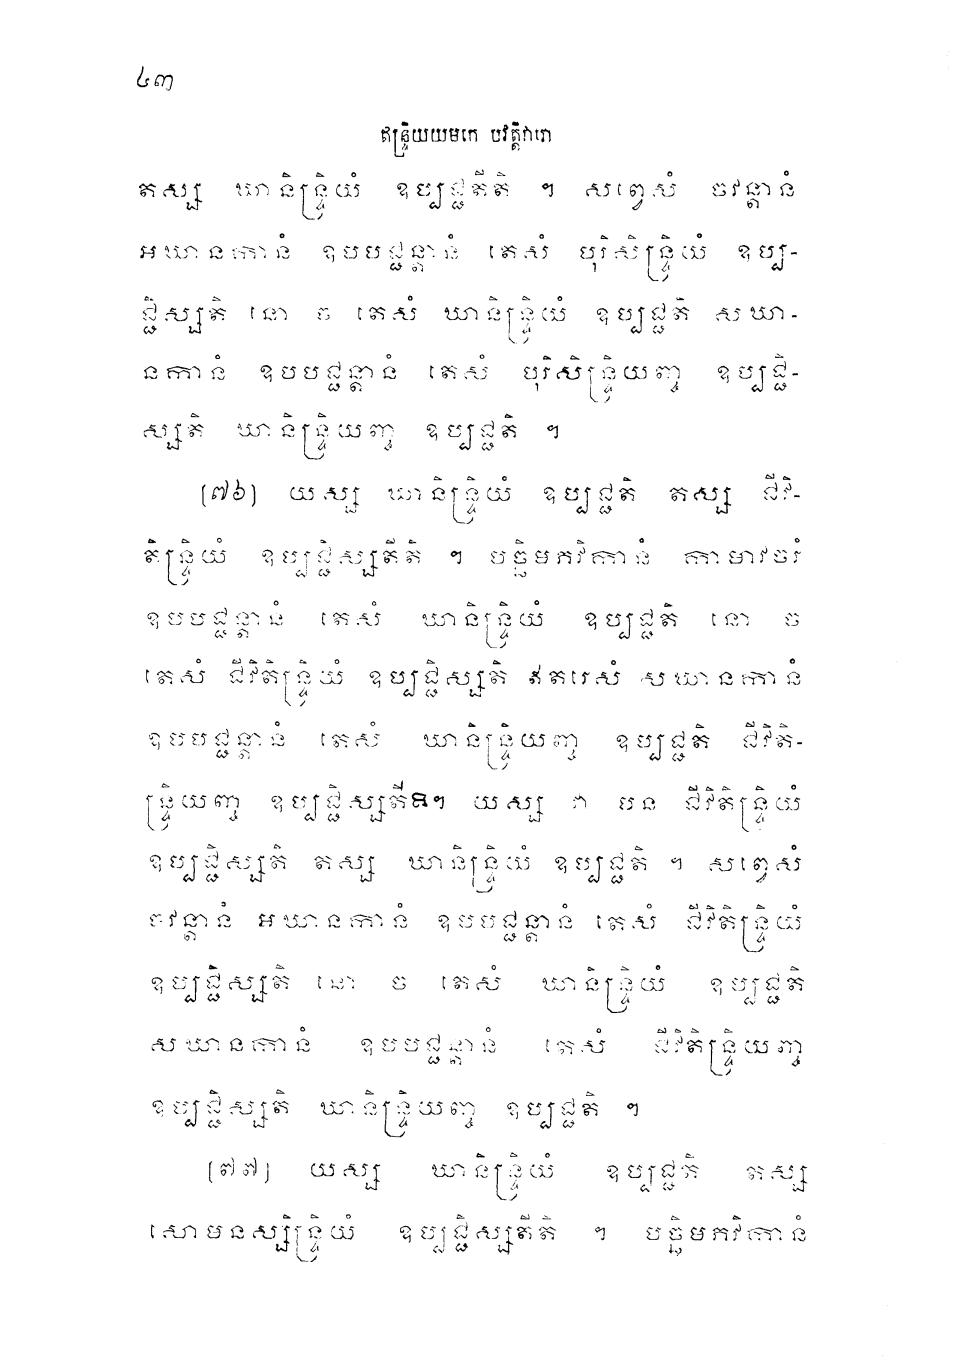 ៤៣
ឥន្ទ្រិយយមកេ បវត្តិវារោ
តស្ស ឃានិន្ទ្រិយំ ឧប្បជ្ជតីតិ ។ សព្វេសំ ចវន្តានំ
អឃានកានំ ឧបបជ្ជន្តានំ តេសំ បុរិសិន្ទ្រិយំ ឧប្ប-
ជ្ជិស្សតិ នោ ច តេសំ ឃានិន្ទ្រិយំ ឧប្បជ្ជតិ សឃា-
នកានំ ឧបបជ្ជន្តានំ តេសំ បុរិសិន្ទ្រិយញ្ច ឧប្បជ្ជិ-
ស្សតិ ឃានិន្ទ្រិយញ្ច ឧប្បជ្ជតិ ។
(៧៦) យស្ស ឃានិន្ទ្រិយំ ឧប្បជ្ជតិ តស្ស ជីវិ-
តិន្ទ្រិយំ ឧប្បជ្ជិស្សតីតិ ។ បច្ឆិមភវិកានំ កាមាវចរំ
ឧបបជ្ជន្តានំ តេសំ ឃានិន្ទ្រិយំ ឧប្បជ្ជតិ នោ ច
តេសំ ជីវិតិន្ទ្រិយំ ឧប្បជ្ជិស្សតិ ឥតរេសំ សឃានកានំ
ឧបបជ្ជន្តានំ តេសំ ឃានិន្ទ្រិយញ្ច ឧប្បជ្ជតិ ជីវិតិ-
ន្ទ្រិយញ្ច ឧប្បជ្ជិស្សតិ ។ យស្ស វា បន ជីវិតិន្ទ្រិយំ
ឧប្បជ្ជិស្សតិ តស្ស ឃានិន្ទ្រិយំ ឧប្បជ្ជតិ ។ សព្វេសំ
ចវន្តានំ អឃានកានំ ឧបបជ្ជន្តានំ តេសំ ជីវិតិន្ទ្រិយំ
ឧប្បជ្ជិស្សតិ នោ ច តេសំ ឃានិន្ទ្រិយំ ឧប្បជ្ជតិ
សឃានកានំ ឧបបជ្ជន្តានំ តេសំ ជីវិតិន្ទ្រិយញ្ច
ឧប្បជ្ជិស្សតិ ឃានិន្ទ្រិយញ្ច ឧប្បជ្ជតិ ។
(៧៧) យស្ស ឃានិន្ទ្រិយំ ឧប្បជ្ជតិ តស្ស
សោមនស្សិន្ទ្រិយំ ឧប្បជ្ជិស្សតីតិ ។ បច្ឆិមភវិកានំ